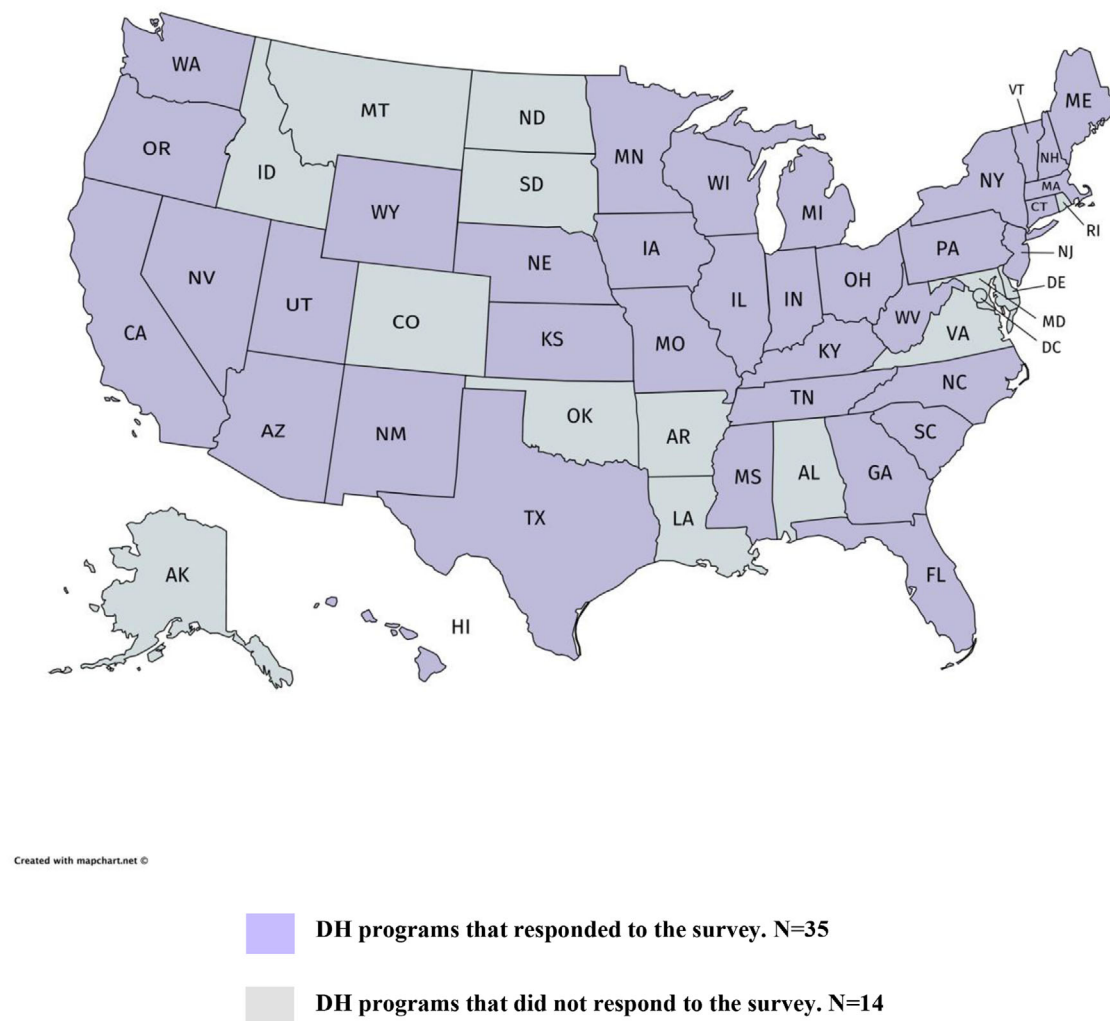 WA
MT
ND
MN
VT
ME
OR
ID
SD
WI
NY
NH
MA
CT
RI
WY
MI
IA
PA
NJ
NE
NV
UT
IL
IN
OH
DE
CO
WV
MD
CA
KS
MO
VA
DC
KY
NC
TN
AZ
NM
OK
AR
SC
MS
AL
GA
TX
LA
FL
AK
HI
Created with mapchart.net ©
DH programs that responded to the survey. N=35
DH programs that did not respond to the survey. N=14